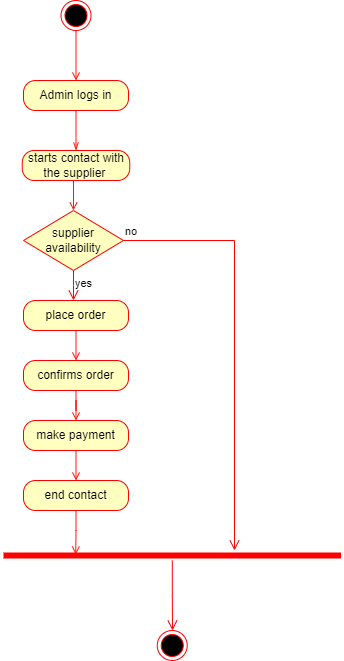 Admin logs in
starts contact with
the supplier
supplier
availability
no
yes
place order
confirms order
make payment
end contact